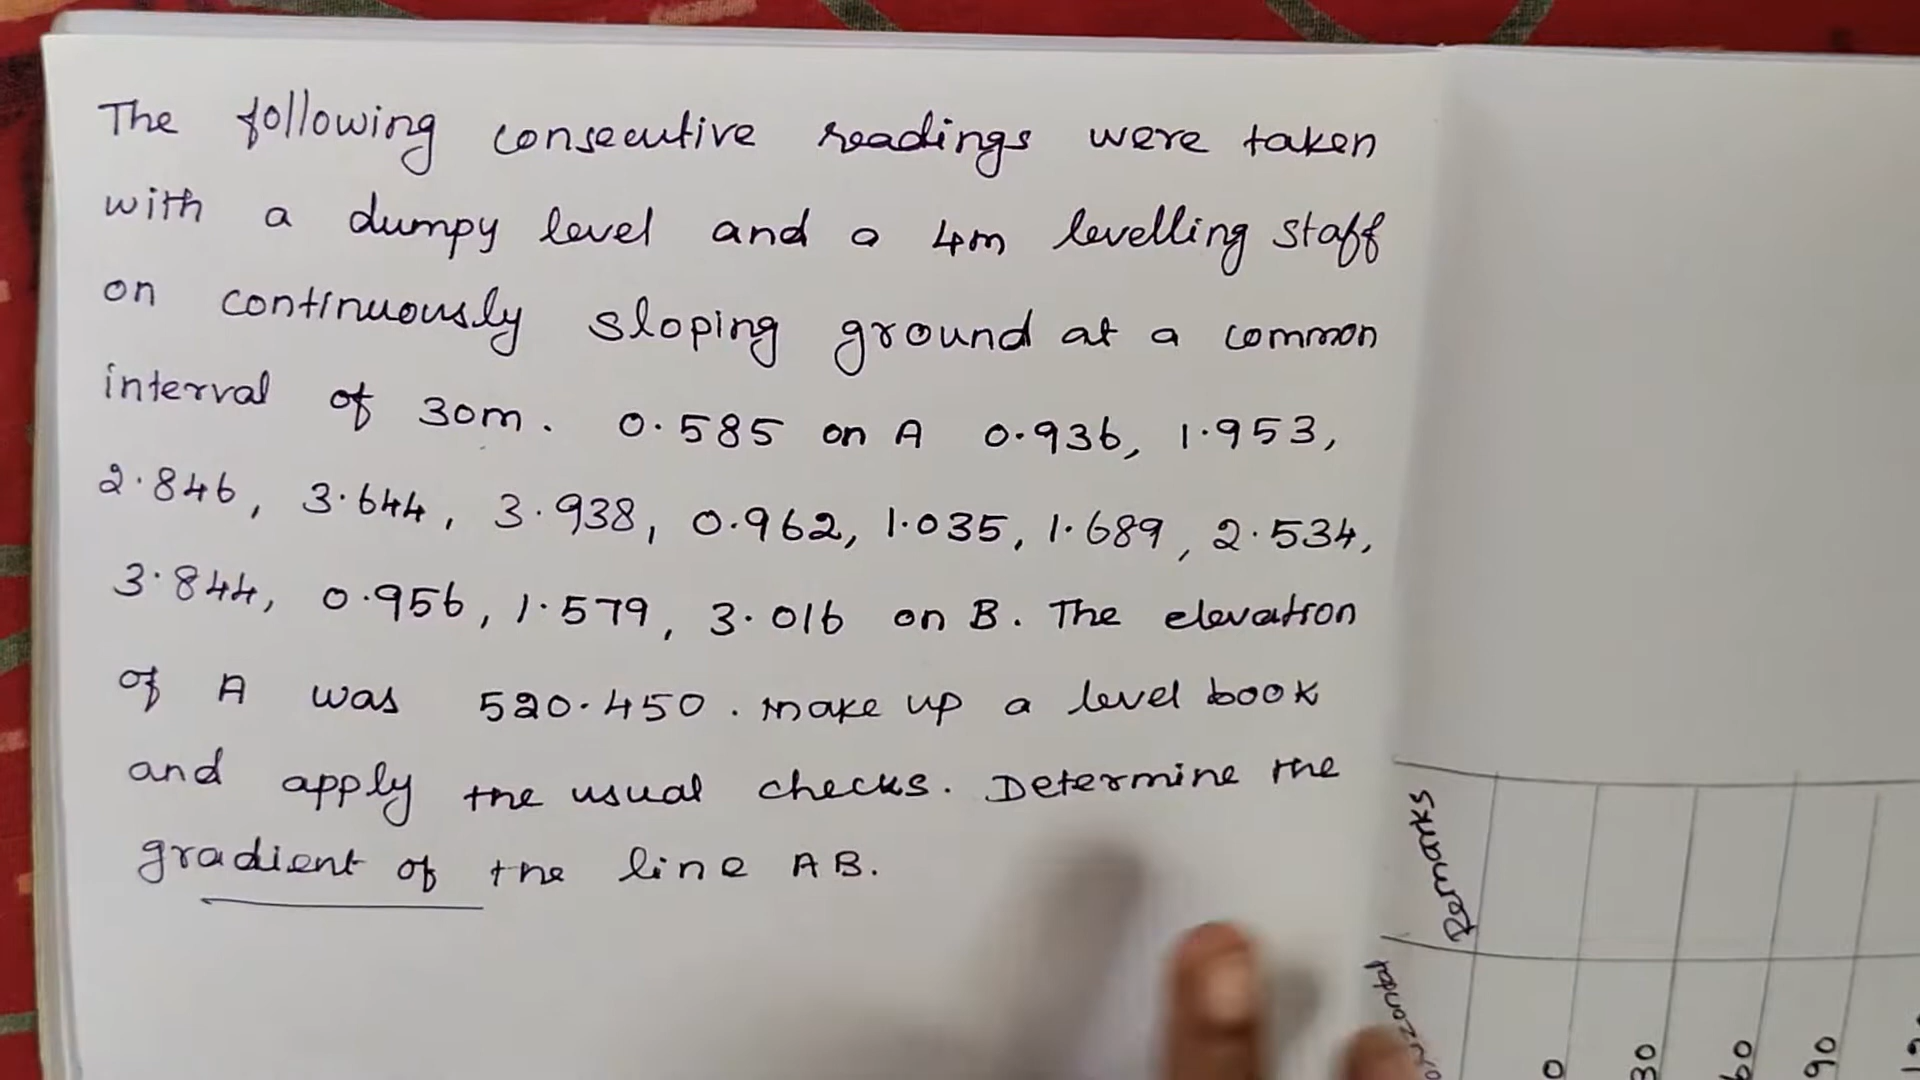 The following consecutive readings were taken
with a dumpy level and a 4m levelling staff
on continuously sloping ground at a common
interval of 30m. 0.585 on A 0.936, 1.953,
2.846, 3.644, 3.938, 0.962, 1.035, 1.689, 2.534,
3.844, 0.956, 1.579, 3.016 on B. The elevation
of A was 520.450. make up a level book
and apply the usual checks. Determine the
gradient of the line AB.
Remarks
0
30
60
90